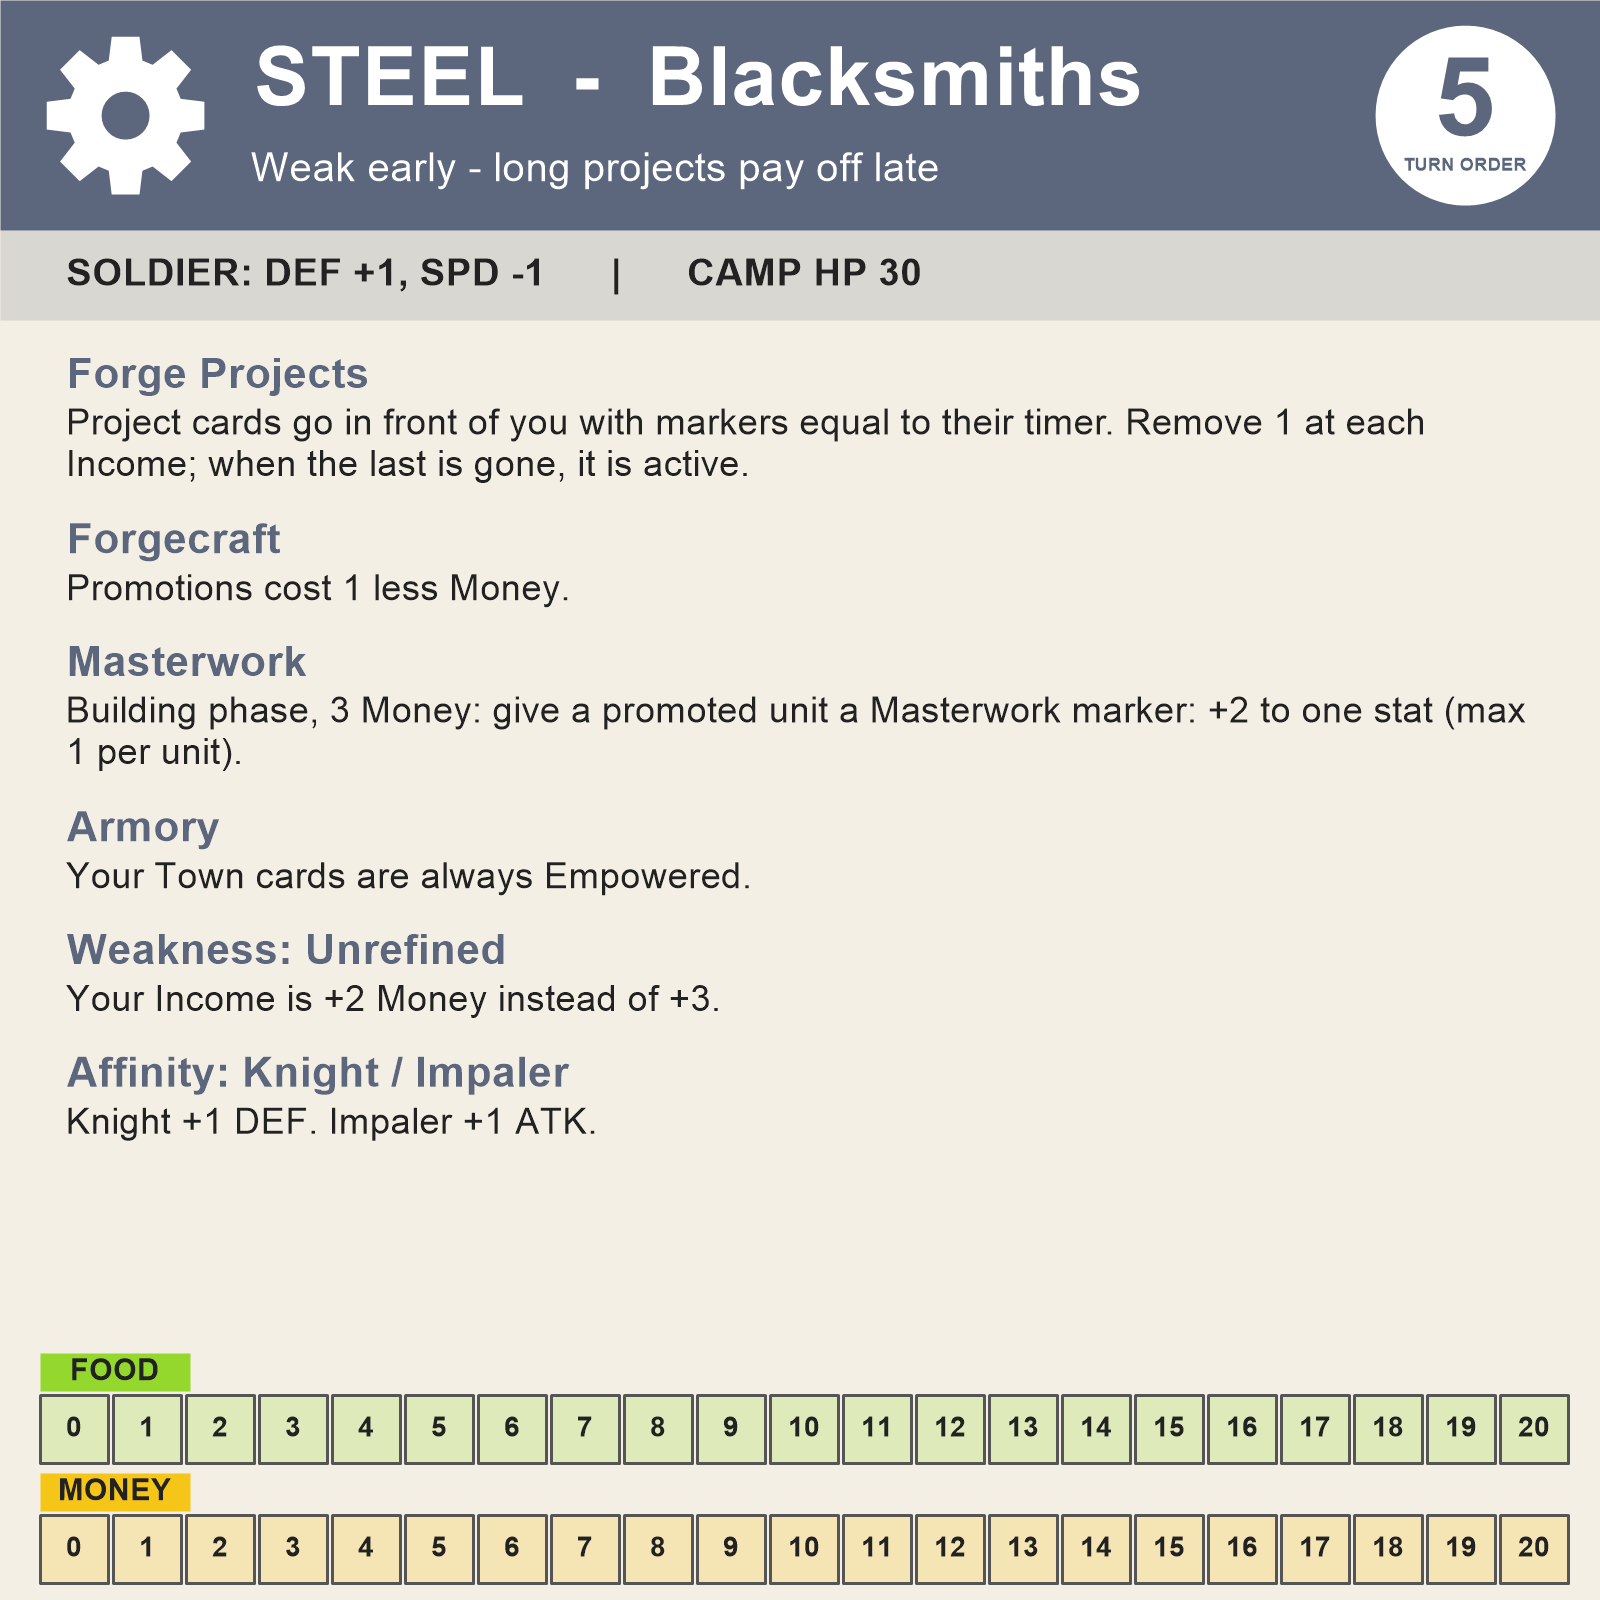 STEEL - Blacksmiths
Weak early - long projects pay off late
5
TURN ORDER
SOLDIER: DEF +1, SPD -1 | CAMP HP 30
Forge Projects
Project cards go in front of you with markers equal to their timer. Remove 1 at each
Income; when the last is gone, it is active.
Forgecraft
Promotions cost 1 less Money.
Masterwork
Building phase, 3 Money: give a promoted unit a Masterwork marker: +2 to one stat (max
1 per unit).
Armory
Your Town cards are always Empowered.
Weakness: Unrefined
Your Income is +2 Money instead of +3.
Affinity: Knight / Impaler
Knight +1 DEF. Impaler +1 ATK.
FOOD
0 1 2 3 4 5 6 7 8 9 10 11 12 13 14 15 16 17 18 19 20
MONEY
0 1 2 3 4 5 6 7 8 9 10 11 12 13 14 15 16 17 18 19 20